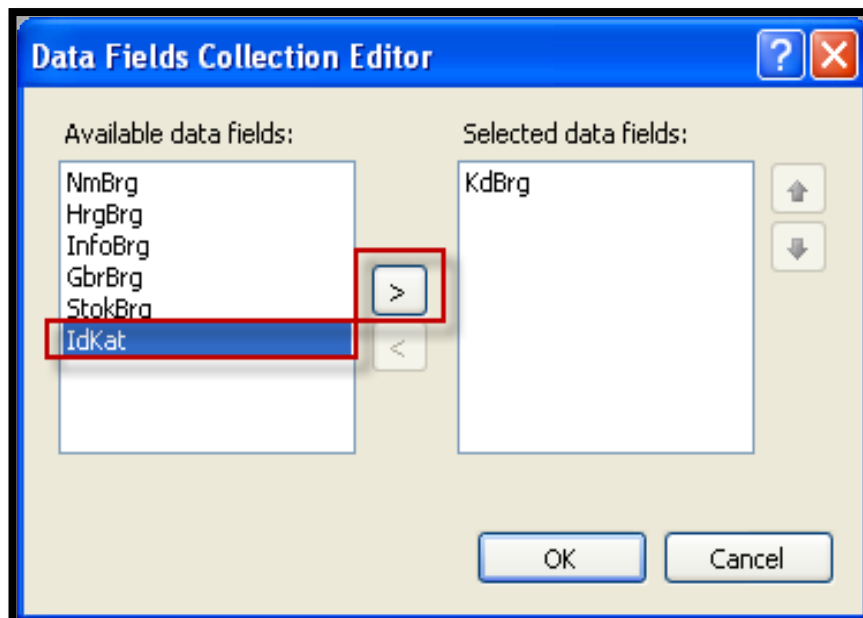 Data Fields Collection Editor
?
Available data fields:
NmBrg
HrgBrg
InfoBrg
GbrBrg
StokBrg
IdKat
>
<
Selected data fields:
KdBrg
OK
Cancel